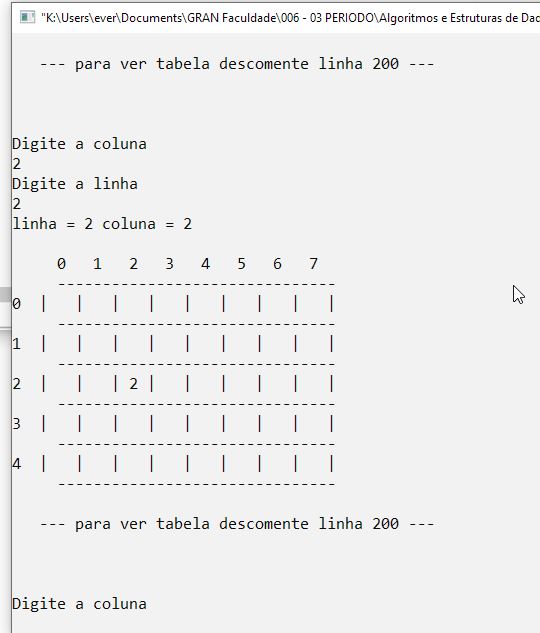 "K:\Users\ever\Documents\GRAN Faculdade\006 - 03 PERIODO\Algoritmos e Estruturas de Dad
--- para ver tabela descomente linha 200 ---
Digite a coluna
2
Digite a linha
2
linha = 2 coluna = 2
0 1 2 3 4 5 6 7
-------------------------------
0 | | | | | | | | |
-------------------------------
1 | | | | | | | | |
-------------------------------
2 | | | 2 | | | | | |
-------------------------------
3 | | | | | | | | |
-------------------------------
4 | | | | | | | | |
-------------------------------
--- para ver tabela descomente linha 200 ---
Digite a coluna